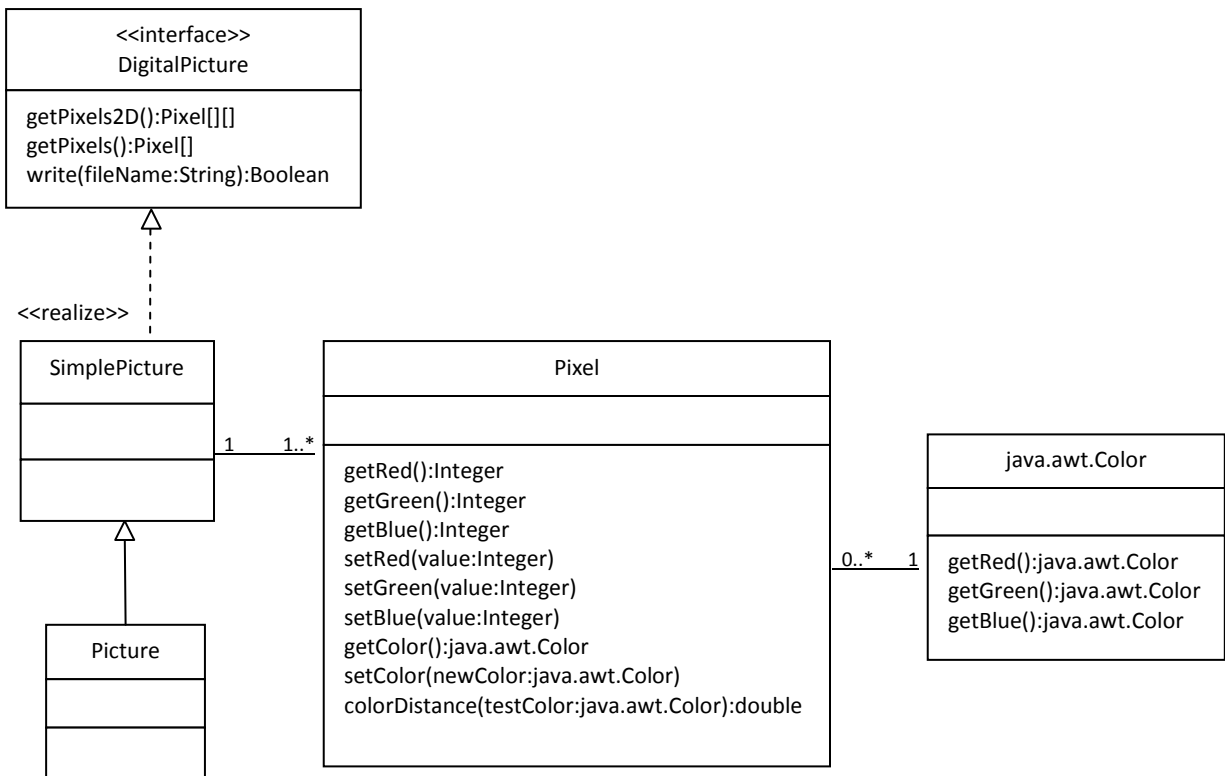 <<interface>>
DigitalPicture
getPixels2D():Pixel[][]
getPixels():Pixel[]
write(fileName:String):Boolean
<<realize>>
SimplePicture
1 1..*
Pixel
getRed():Integer
getGreen():Integer
getBlue():Integer
setRed(value:Integer)
setGreen(value:Integer)
setBlue(value:Integer)
getColor():java.awt.Color
setColor(newColor:java.awt.Color)
colorDistance(testColor:java.awt.Color):double
0..* 1
java.awt.Color
getRed():java.awt.Color
getGreen():java.awt.Color
getBlue():java.awt.Color
Picture